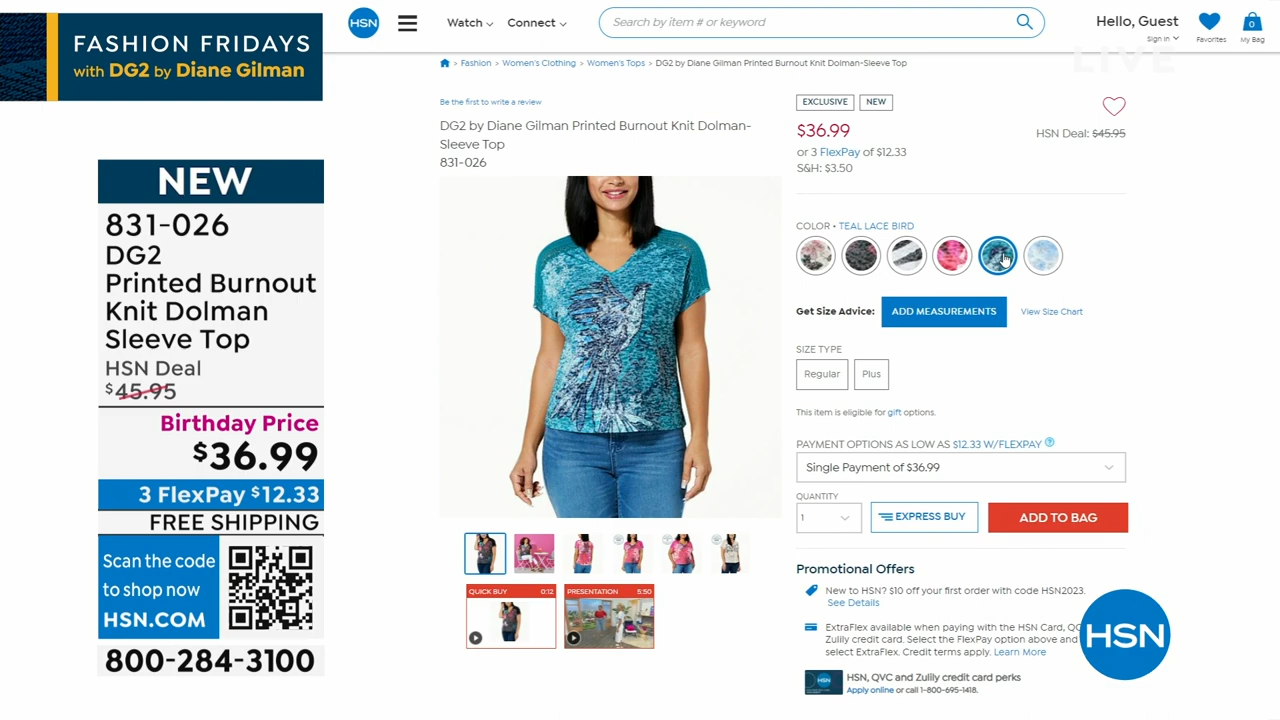 FASHION FRIDAYS
with DG2 by Diane Gilman
NEW
831-026
DG2
Printed Burnout
Knit Dolman
Sleeve Top
HSN Deal
$45.95
Birthday Price
$36.99
3 FlexPay $12.33
FREE SHIPPING
Scan the code
to shop now
HSN.COM
800-284-3100
HSN
Watch
Connect
Search by item # or keyword
Hello, Guest
Sign In
Favorites
0
My Bag
LIVE
> Fashion > Women's Clothing > Women's Tops > DG2 by Diane Gilman Printed Burnout Knit Dolman-Sleeve Top
Be the first to write a review
DG2 by Diane Gilman Printed Burnout Knit Dolman-
Sleeve Top
831-026
QUICK BUY 0:12
PRESENTATION 5:50
EXCLUSIVE NEW
$36.99
HSN Deal: $45.95
or 3 FlexPay of $12.33
S&H: $3.50
COLOR • TEAL LACE BIRD
Get Size Advice: ADD MEASUREMENTS View Size Chart
SIZE TYPE
Regular Plus
This item is eligible for gift options.
PAYMENT OPTIONS AS LOW AS $12.33 W/FLEXPAY ?
Single Payment of $36.99
QUANTITY
1
EXPRESS BUY
ADD TO BAG
Promotional Offers
New to HSN? $10 off your first order with code HSN2023.
See Details
ExtraFlex available when paying with the HSN Card, QC
Zulily credit card. Select the FlexPay option above and
select ExtraFlex. Credit terms apply. Learn More
HSN
HSN
HSN, QVC and Zulily credit card perks
Apply online or call 1-800-695-1418.